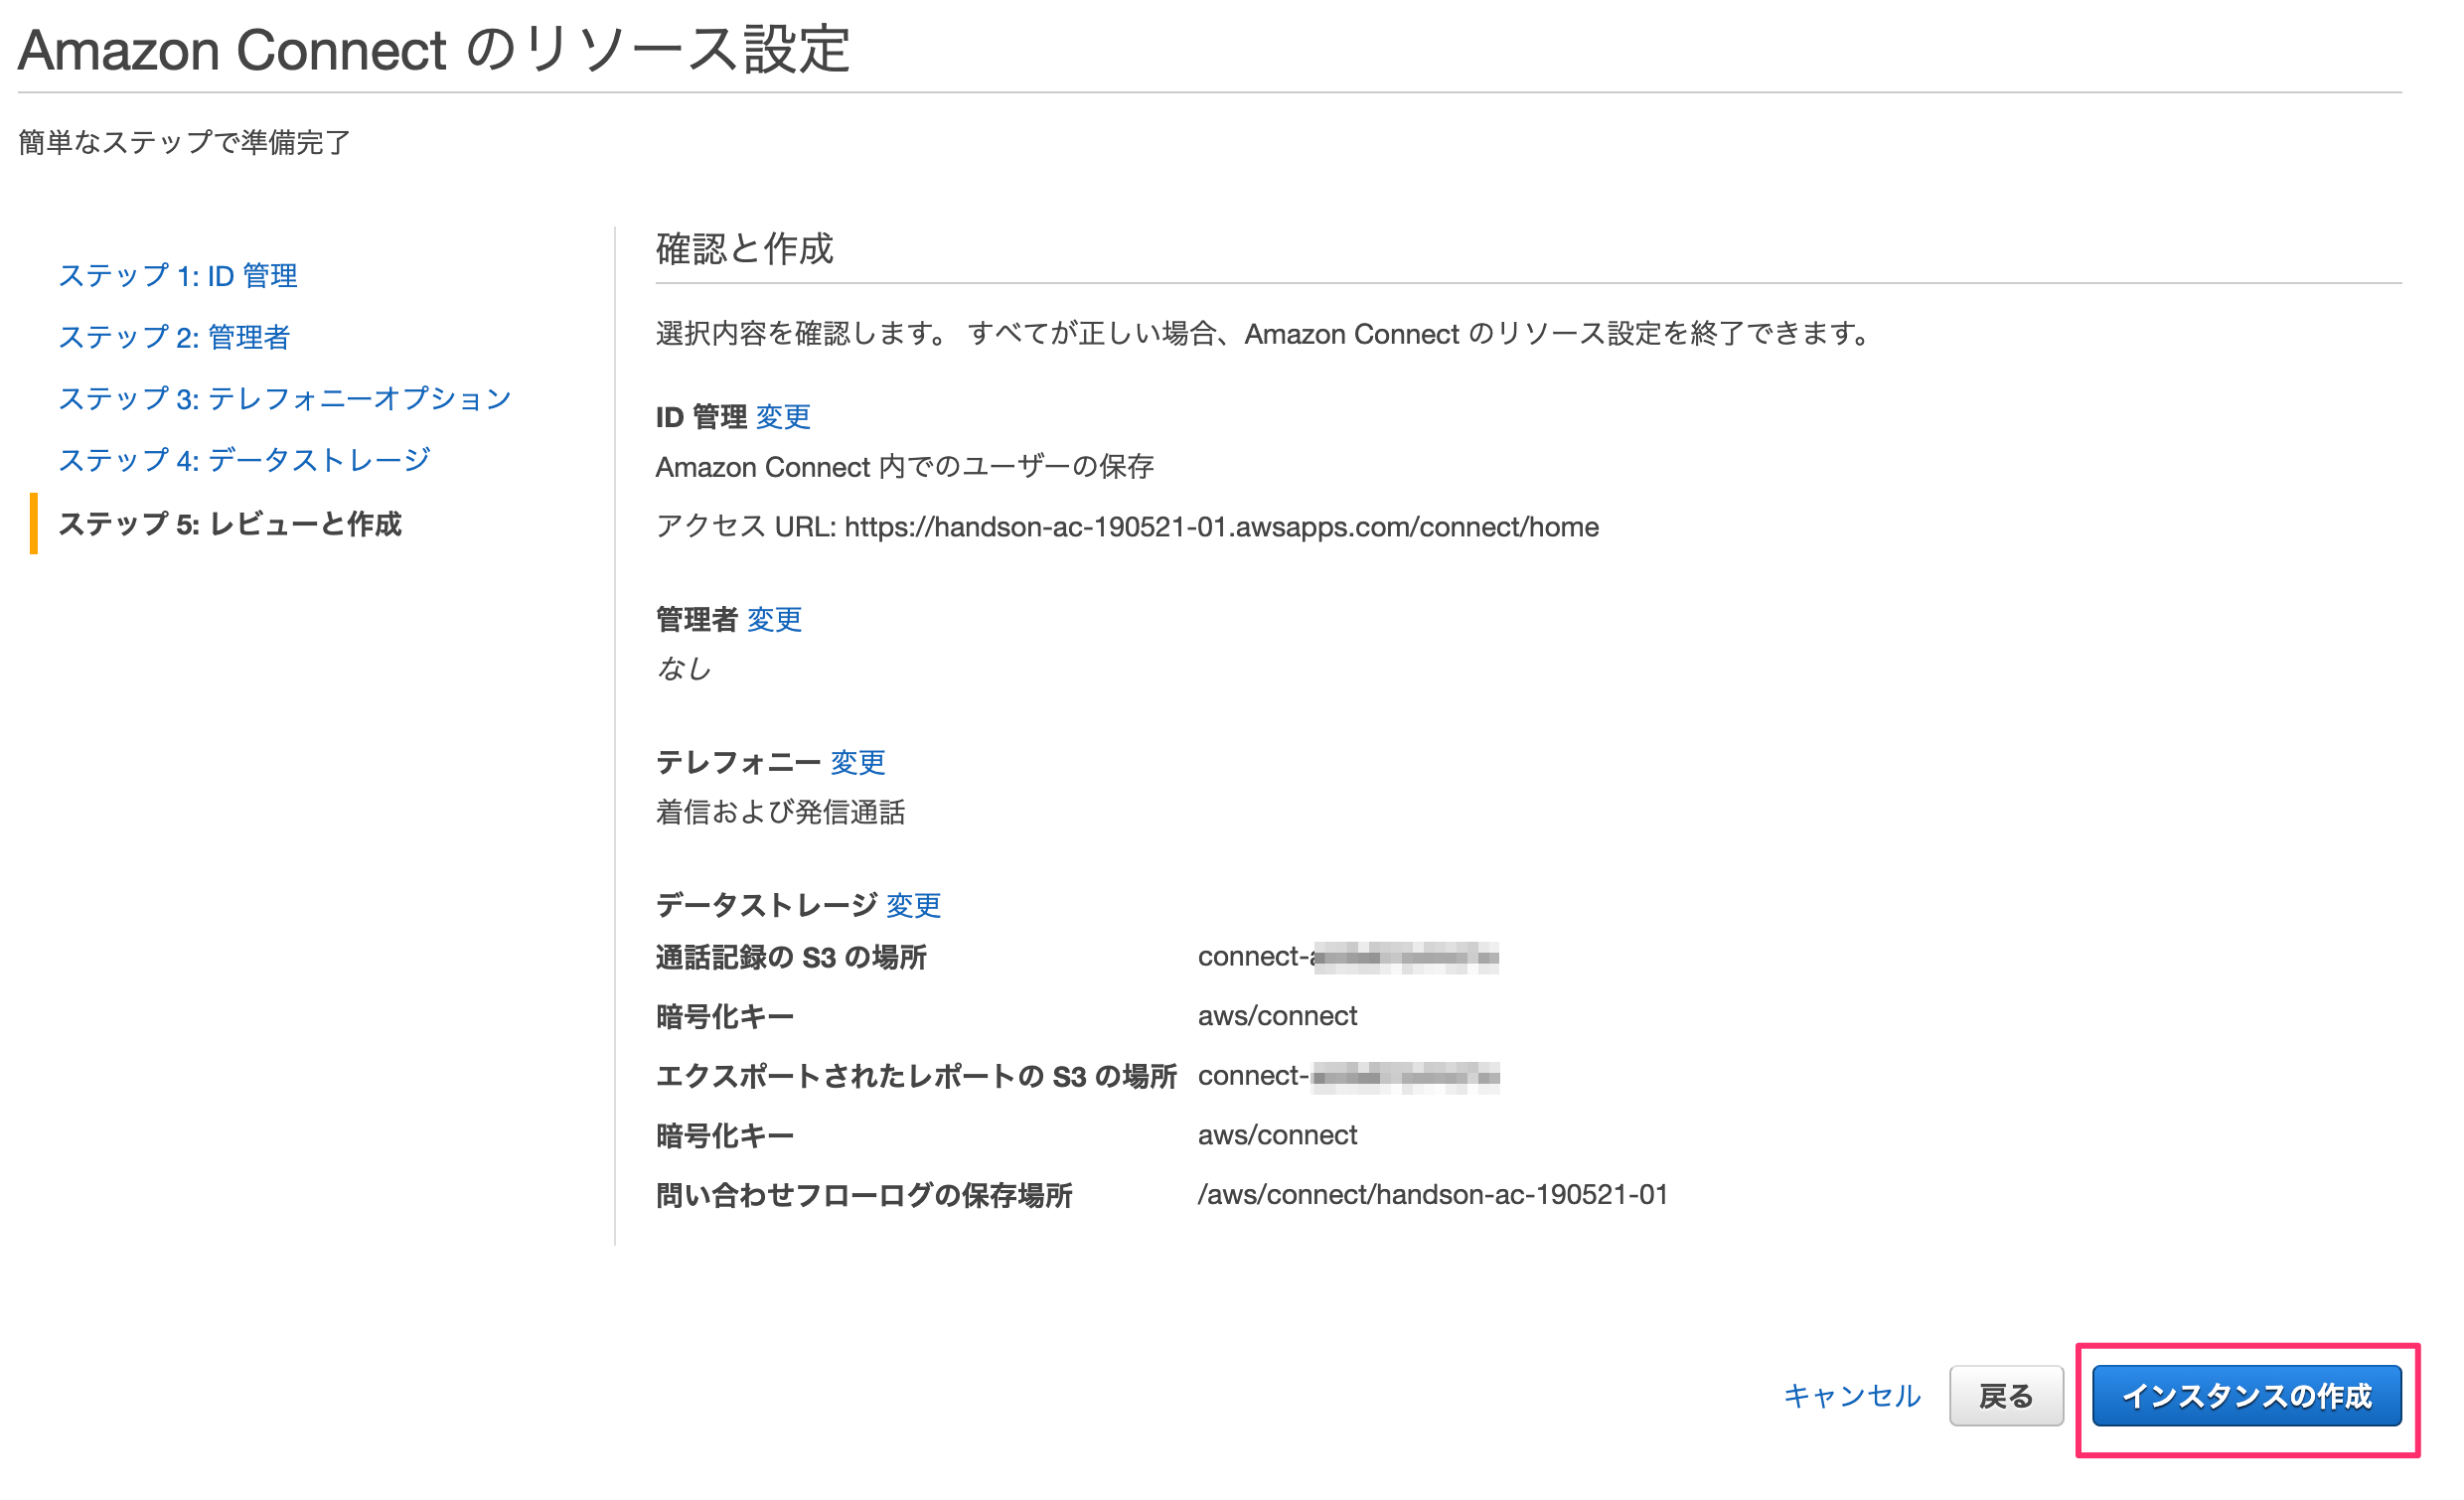 Amazon Connect のリソース設定
簡単なステップで準備完了
ステップ 1: ID 管理
ステップ 2: 管理者
ステップ 3: テレフォニーオプション
ステップ 4: データストレージ
ステップ 5: レビューと作成
確認と作成
選択内容を確認します。 すべてが正しい場合、Amazon Connect のリソース設定を終了できます。
ID 管理 変更
Amazon Connect 内でのユーザーの保存
アクセス URL: https://handson-ac-190521-01.awsapps.com/connect/home
管理者 変更
なし
テレフォニー 変更
着信および発信通話
データストレージ 変更
通話記録の S3 の場所 connect-
暗号化キー aws/connect
エクスポートされたレポートの S3 の場所 connect-
暗号化キー aws/connect
問い合わせフローログの保存場所 /aws/connect/handson-ac-190521-01
キャンセル 戻る インスタンスの作成